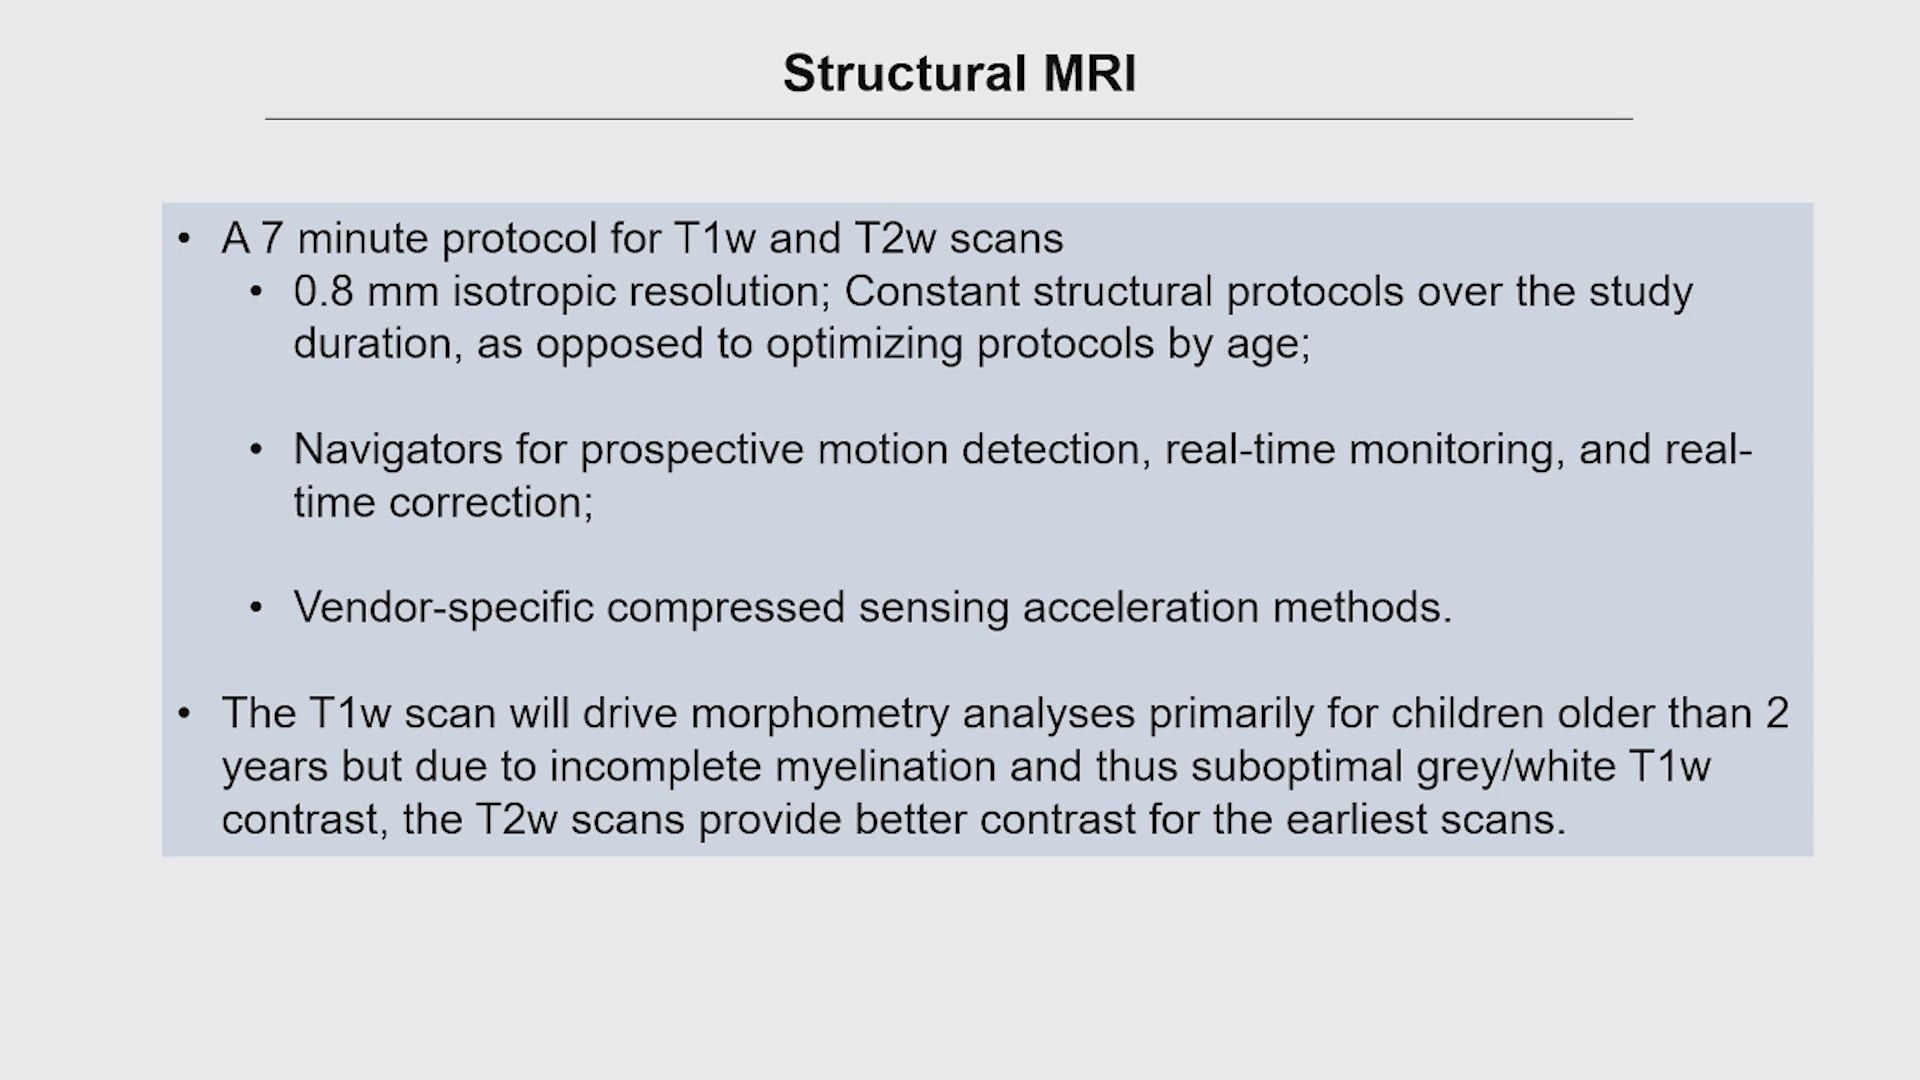 Structural MRI
• A 7 minute protocol for T1w and T2w scans
• 0.8 mm isotropic resolution; Constant structural protocols over the study
duration, as opposed to optimizing protocols by age;
• Navigators for prospective motion detection, real-time monitoring, and real-
time correction;
• Vendor-specific compressed sensing acceleration methods.
• The T1w scan will drive morphometry analyses primarily for children older than 2
years but due to incomplete myelination and thus suboptimal grey/white T1w
contrast, the T2w scans provide better contrast for the earliest scans.